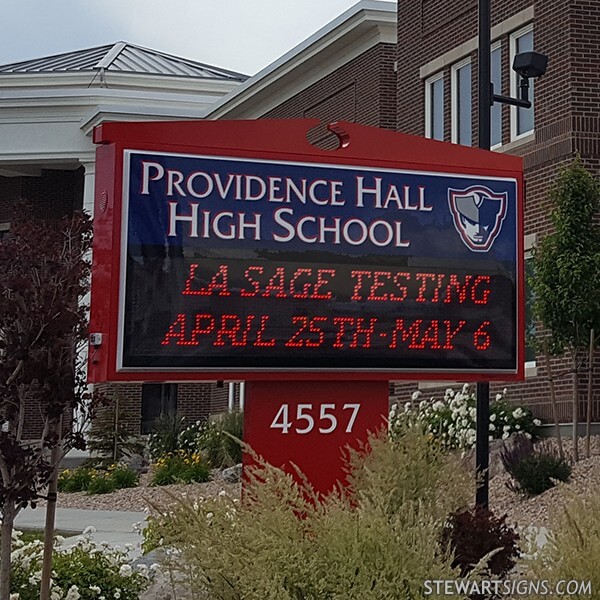 PROVIDENCE HALL
HIGH SCHOOL
LA SAGE TESTING
APRIL 25TH-MAY 6
4557
STEWARTSIGNS.COM